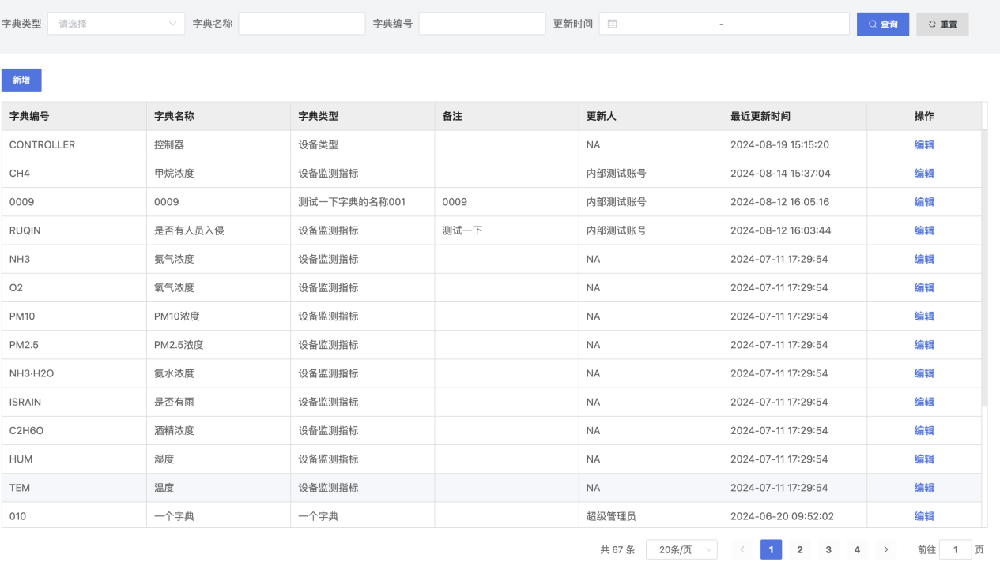 字典类型 请选择 字典名称 字典编号 更新时间 - 查询 重置
新增
字典编号 字典名称 字典类型 备注 更新人 最近更新时间 操作
CONTROLLER 控制器 设备类型 NA 2024-08-19 15:15:20 编辑
CH4 甲烷浓度 设备监测指标 内部测试账号 2024-08-14 15:37:04 编辑
0009 0009 测试一下字典的名称001 0009 内部测试账号 2024-08-12 16:05:16 编辑
RUQIN 是否有人员入侵 设备监测指标 测试一下 内部测试账号 2024-08-12 16:03:44 编辑
NH3 氨气浓度 设备监测指标 NA 2024-07-11 17:29:54 编辑
O2 氧气浓度 设备监测指标 NA 2024-07-11 17:29:54 编辑
PM10 PM10浓度 设备监测指标 NA 2024-07-11 17:29:54 编辑
PM2.5 PM2.5浓度 设备监测指标 NA 2024-07-11 17:29:54 编辑
NH3·H2O 氨水浓度 设备监测指标 NA 2024-07-11 17:29:54 编辑
ISRAIN 是否有雨 设备监测指标 NA 2024-07-11 17:29:54 编辑
C2H6O 酒精浓度 设备监测指标 NA 2024-07-11 17:29:54 编辑
HUM 湿度 设备监测指标 NA 2024-07-11 17:29:54 编辑
TEM 温度 设备监测指标 NA 2024-07-11 17:29:54 编辑
010 一个字典 一个字典 超级管理员 2024-06-20 09:52:02 编辑
共 67 条 20条/页 1 2 3 4 前往 1 页